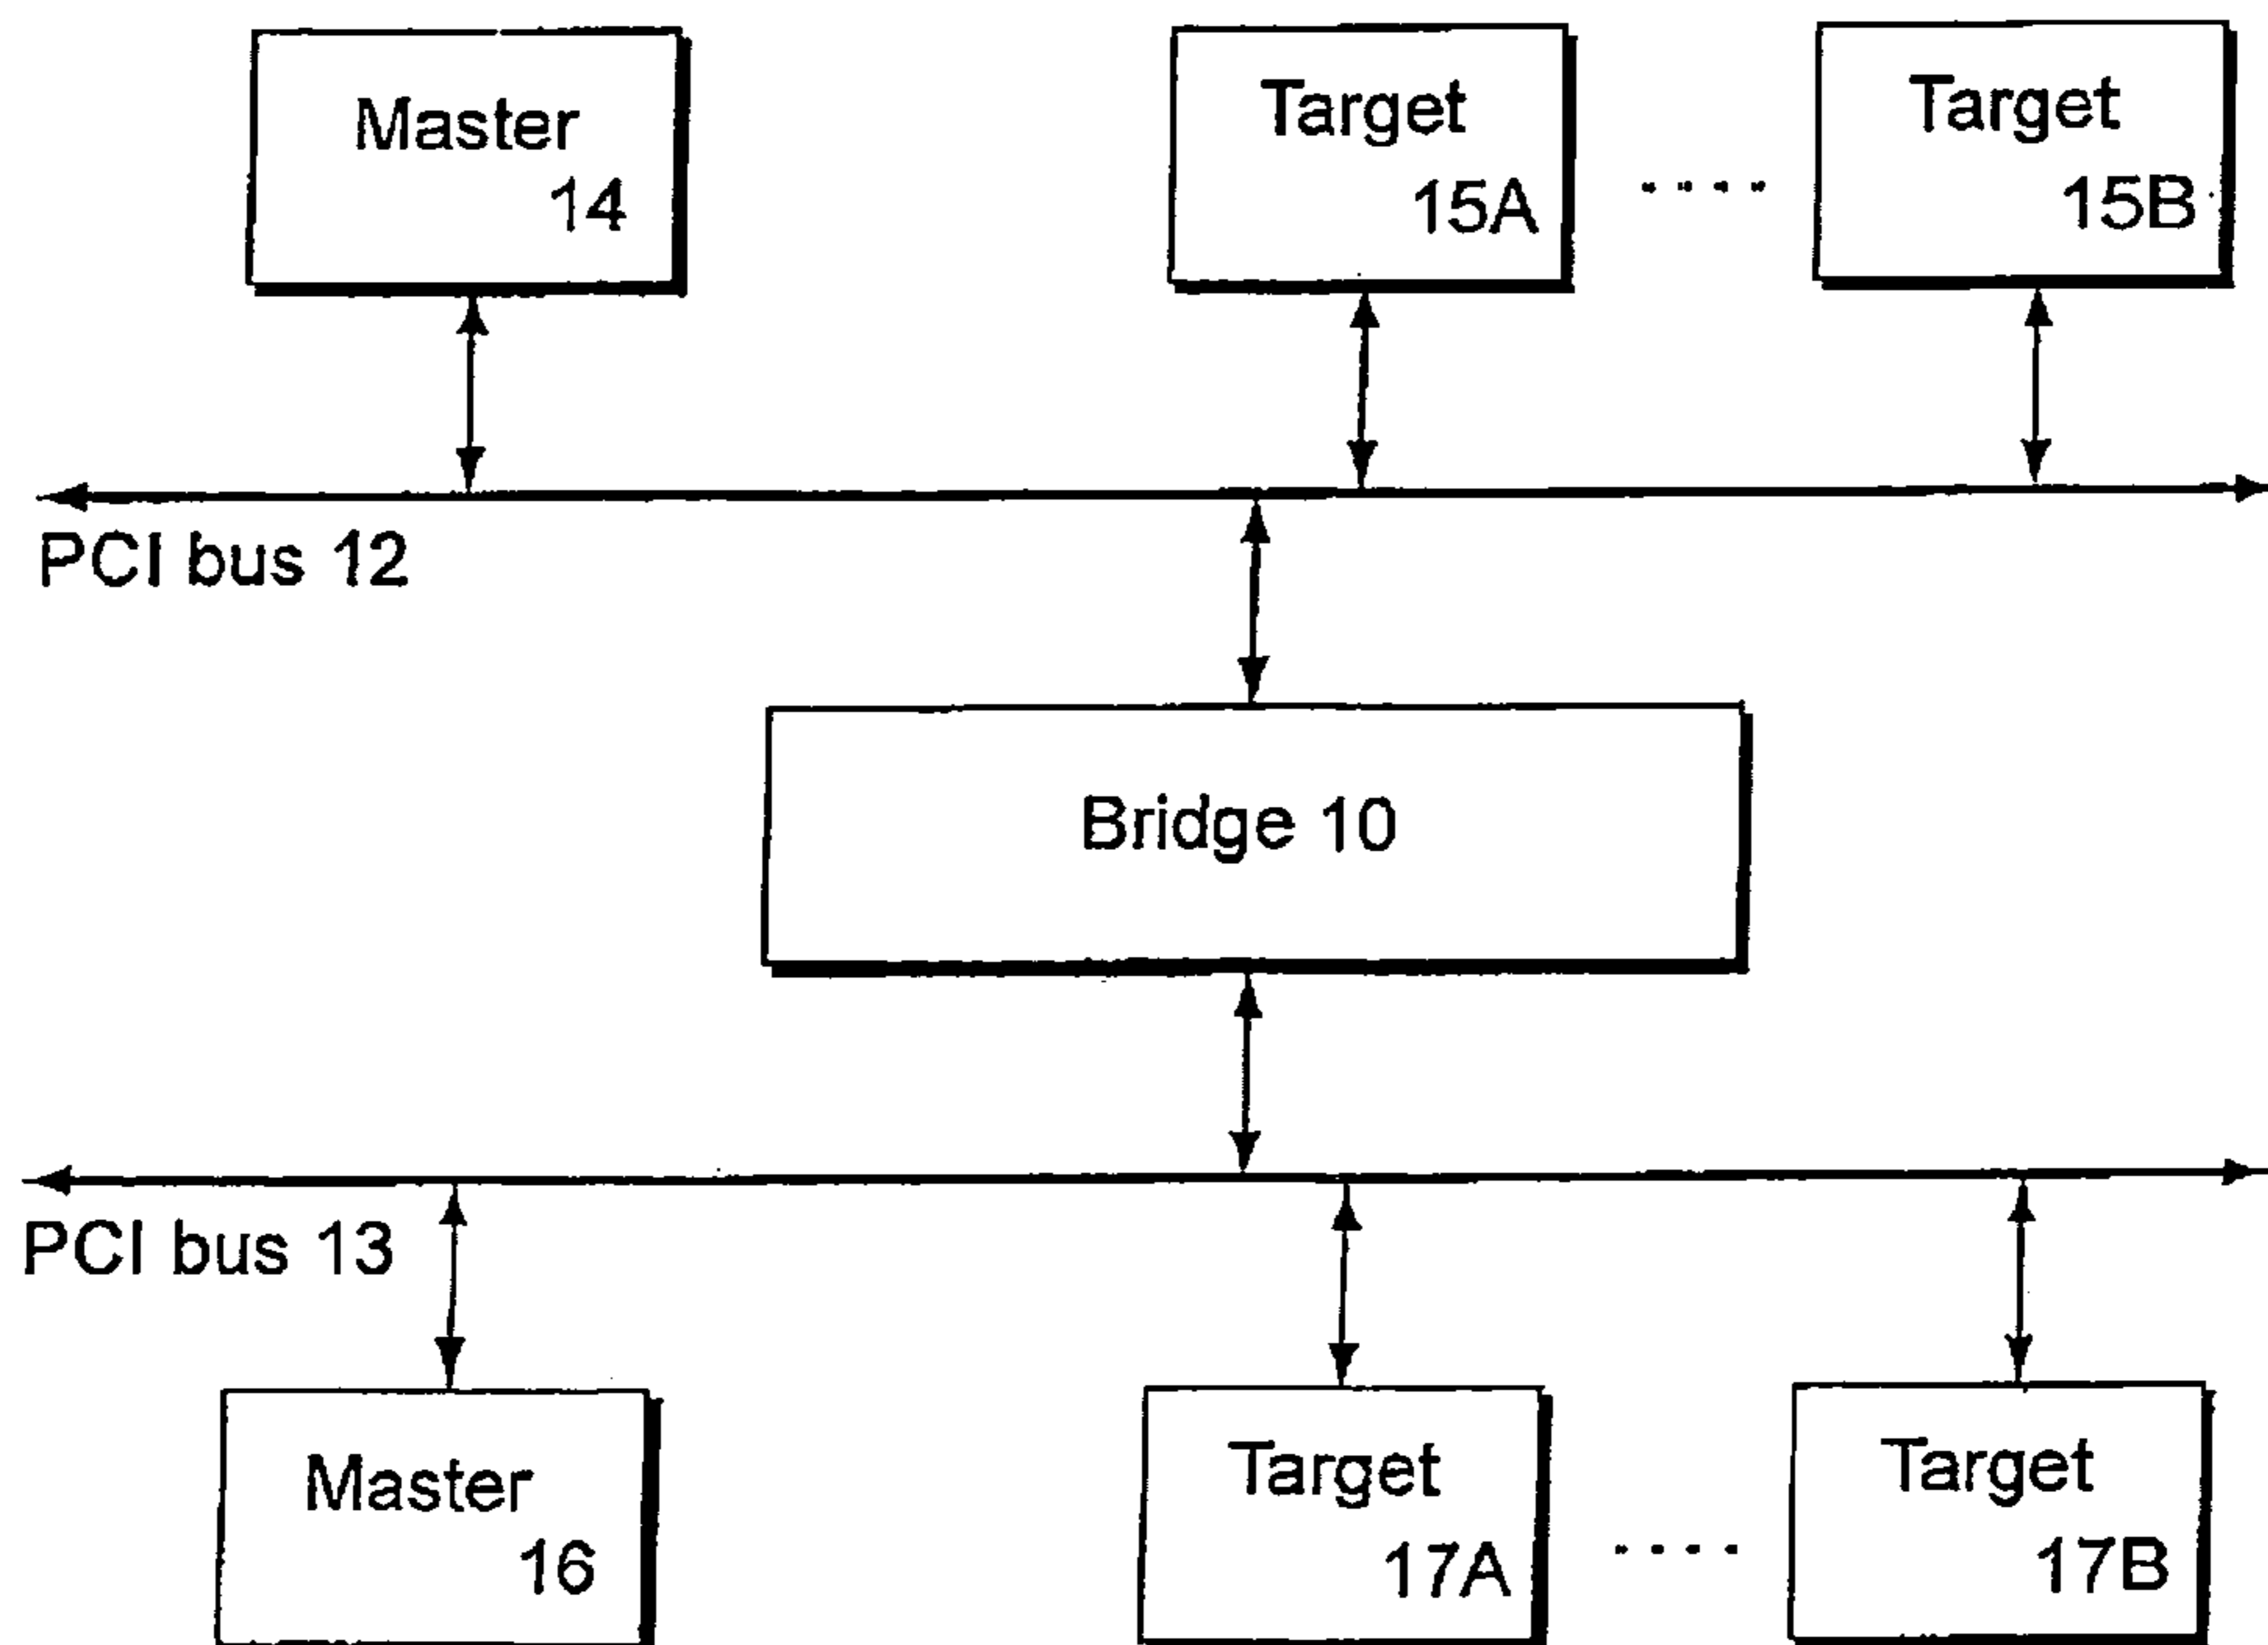 Master
14
Target
15A
Target
15B
PCI bus 12
Bridge 10
PCI bus 13
Master
16
Target
17A
Target
17B